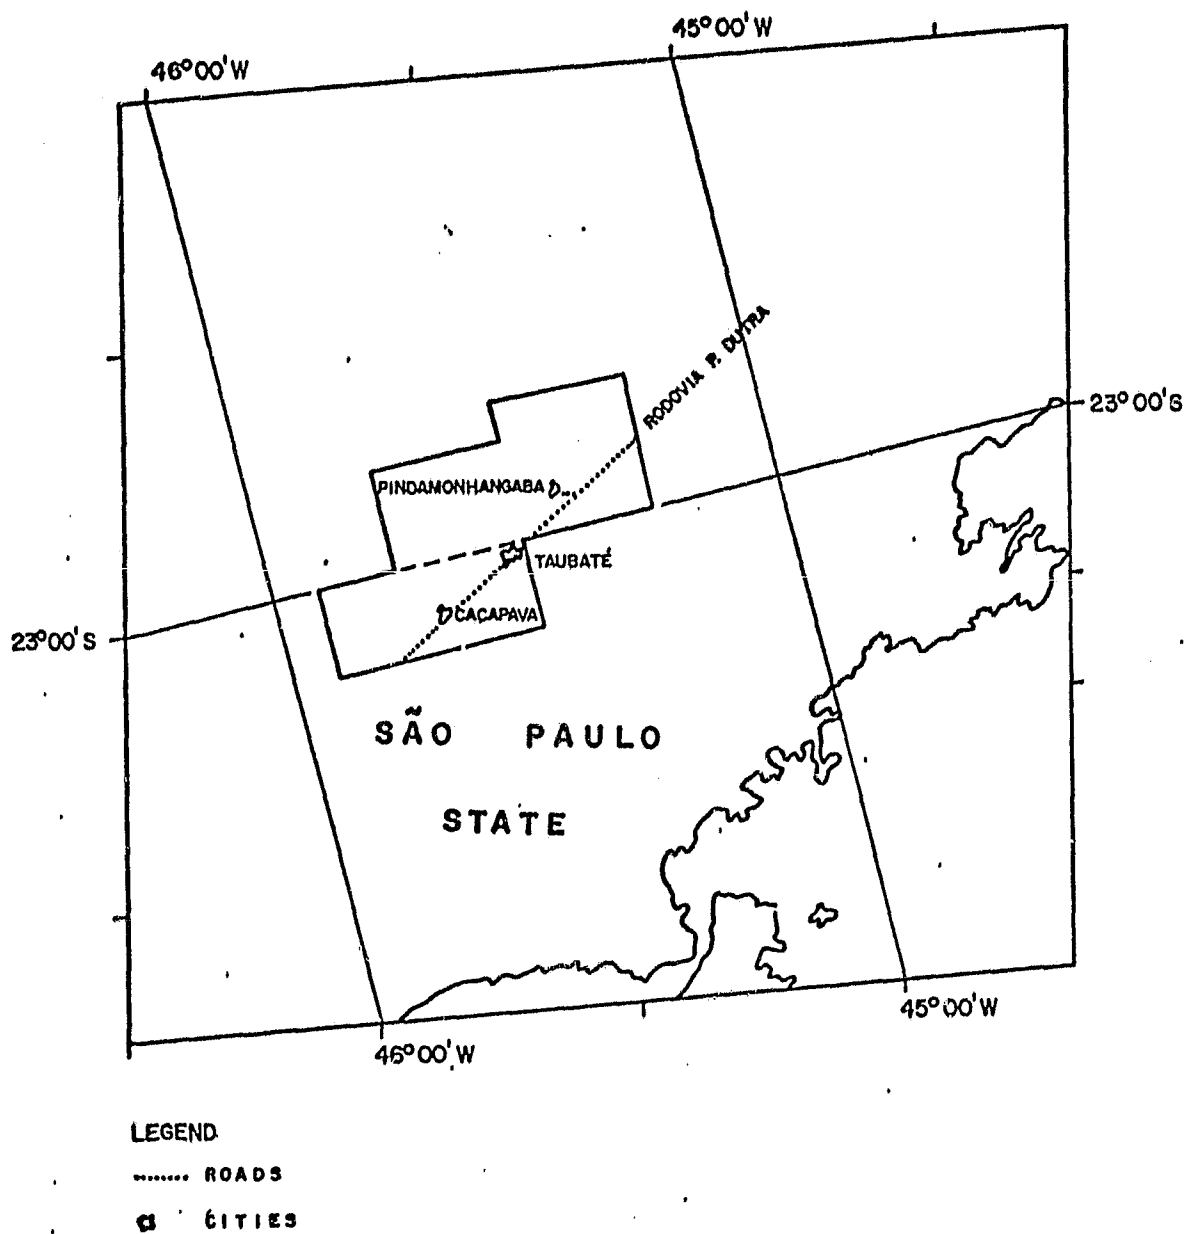 45°00'W
46°00'W
RODOVIA P. DUTRA
23°00'S
PINDAMONHANGABA
TAUBATÉ
CAÇAPAVA
23°00'S
SÃO PAULO
STATE
45°00'W
46°00'W
LEGEND
ROADS
CITIES